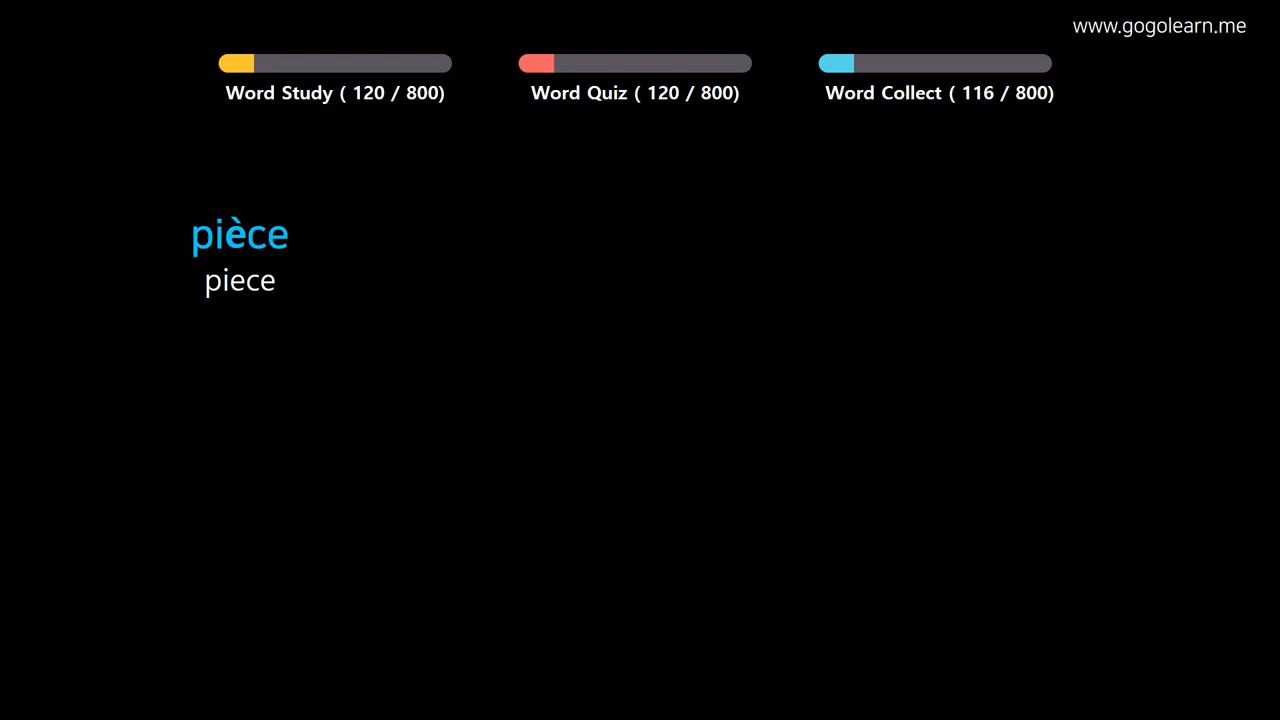 www.gogolearn.me
Word Study ( 120 / 800)
Word Quiz ( 120 / 800)
Word Collect ( 116 / 800)
pièce
piece